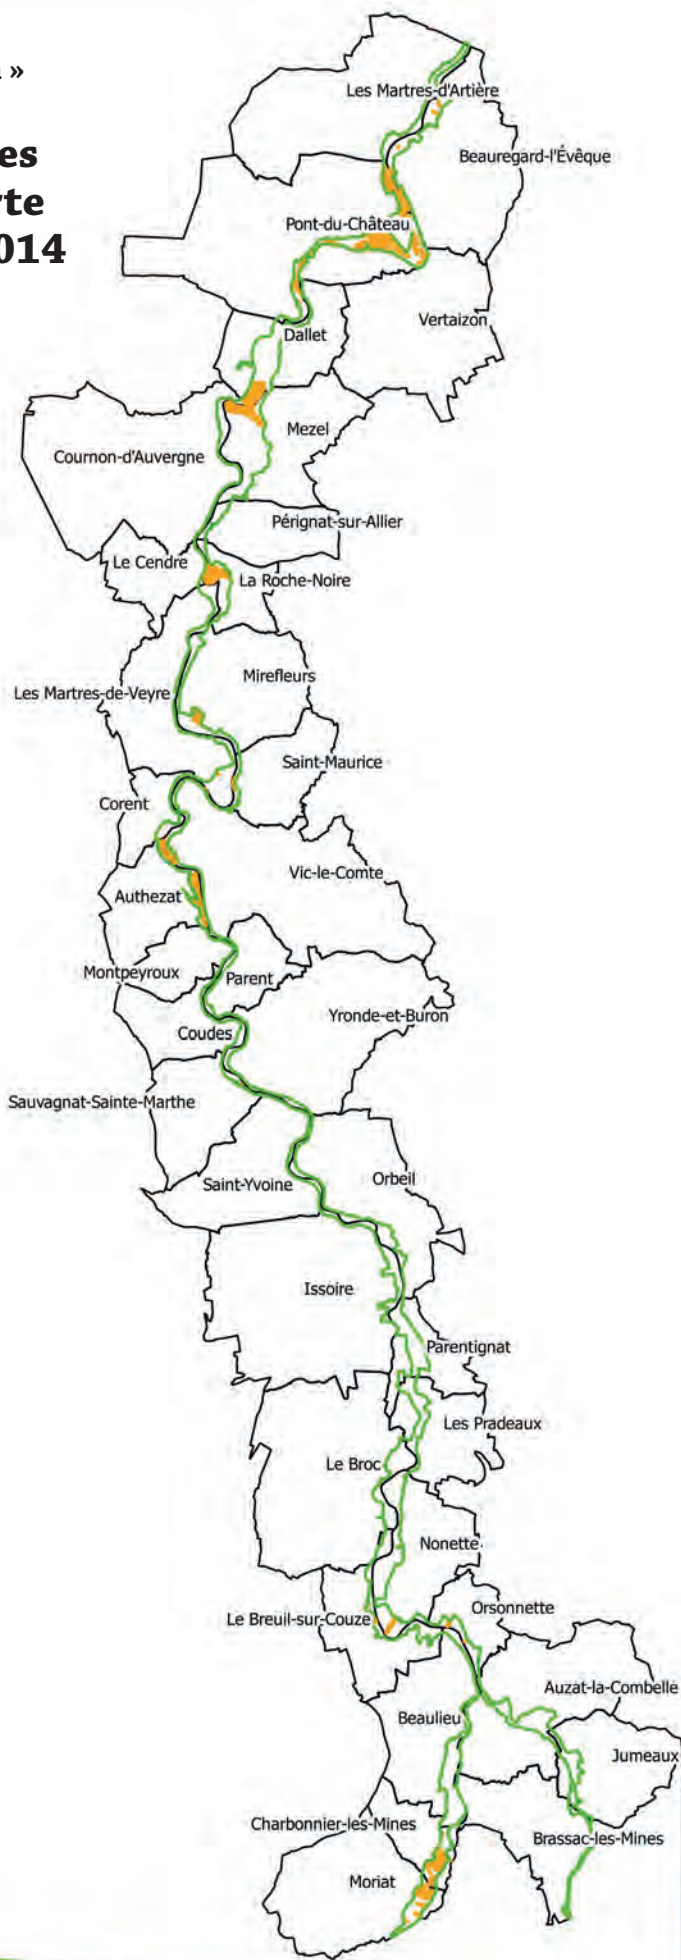 »
es
rte
014
Les Martres-d'Artière
Beauregard-l'Évêque
Pont-du-Château
Vertaizon
Dallet
Mezel
Cournon-d'Auvergne
Pérignat-sur-Allier
Le Cendre
La Roche-Noire
Mirefleurs
Les Martres-de-Veyre
Saint-Maurice
Corent
Vic-le-Comte
Authezat
Montpeyroux
Parent
Yronde-et-Buron
Coudes
Sauvagnat-Sainte-Marthe
Orbeil
Saint-Yvoine
Issoire
Parentignat
Les Pradeaux
Le Broc
Nonette
Orsonnette
Le Breuil-sur-Couze
Auzat-la-Combelle
Beaulieu
Jumeaux
Charbonnier-les-Mines
Brassac-les-Mines
Moriat